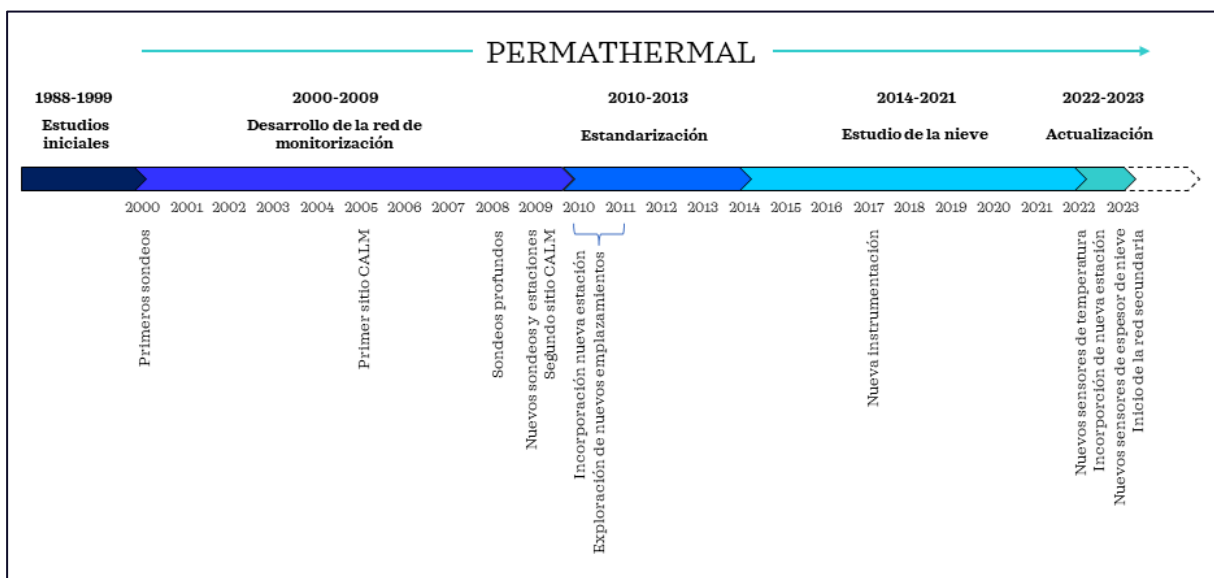 PERMATHERMAL
1988-1999
Estudios
iniciales
2000-2009
Desarrollo de la red de
monitorización
2010-2013
Estandarización
2014-2021
Estudio de la nieve
2022-2023
Actualización
2000 2001 2002 2003 2004 2005 2006 2007 2008 2009 2010 2011 2012 2013 2014 2015 2016 2017 2018 2019 2020 2021 2022 2023
Primeros sondeos
Primer sitio CALM
Sondeos profundos
Nuevos sondeos y estaciones
Segundo sitio CALM
Incorporación nueva estación
Exploración de nuevos emplazamientos
Nueva instrumentación
Nuevos sensores de temperatura
Incorporción de nueva estación
Nuevos sensores de espesor de nieve
Inicio de la red secundaria